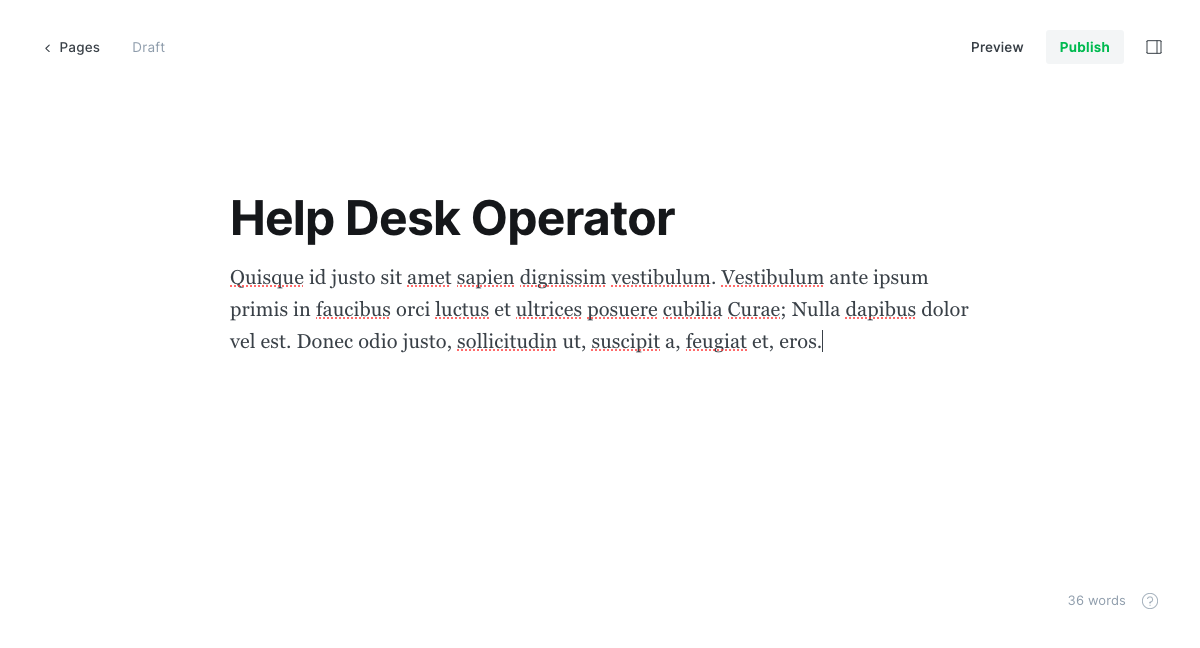 Pages Draft Preview Publish
Help Desk Operator
Quisque id justo sit amet sapien dignissim vestibulum. Vestibulum ante ipsum
primis in faucibus orci luctus et ultrices posuere cubilia Curae; Nulla dapibus dolor
vel est. Donec odio justo, sollicitudin ut, suscipit a, feugiat et, eros.
36 words ?